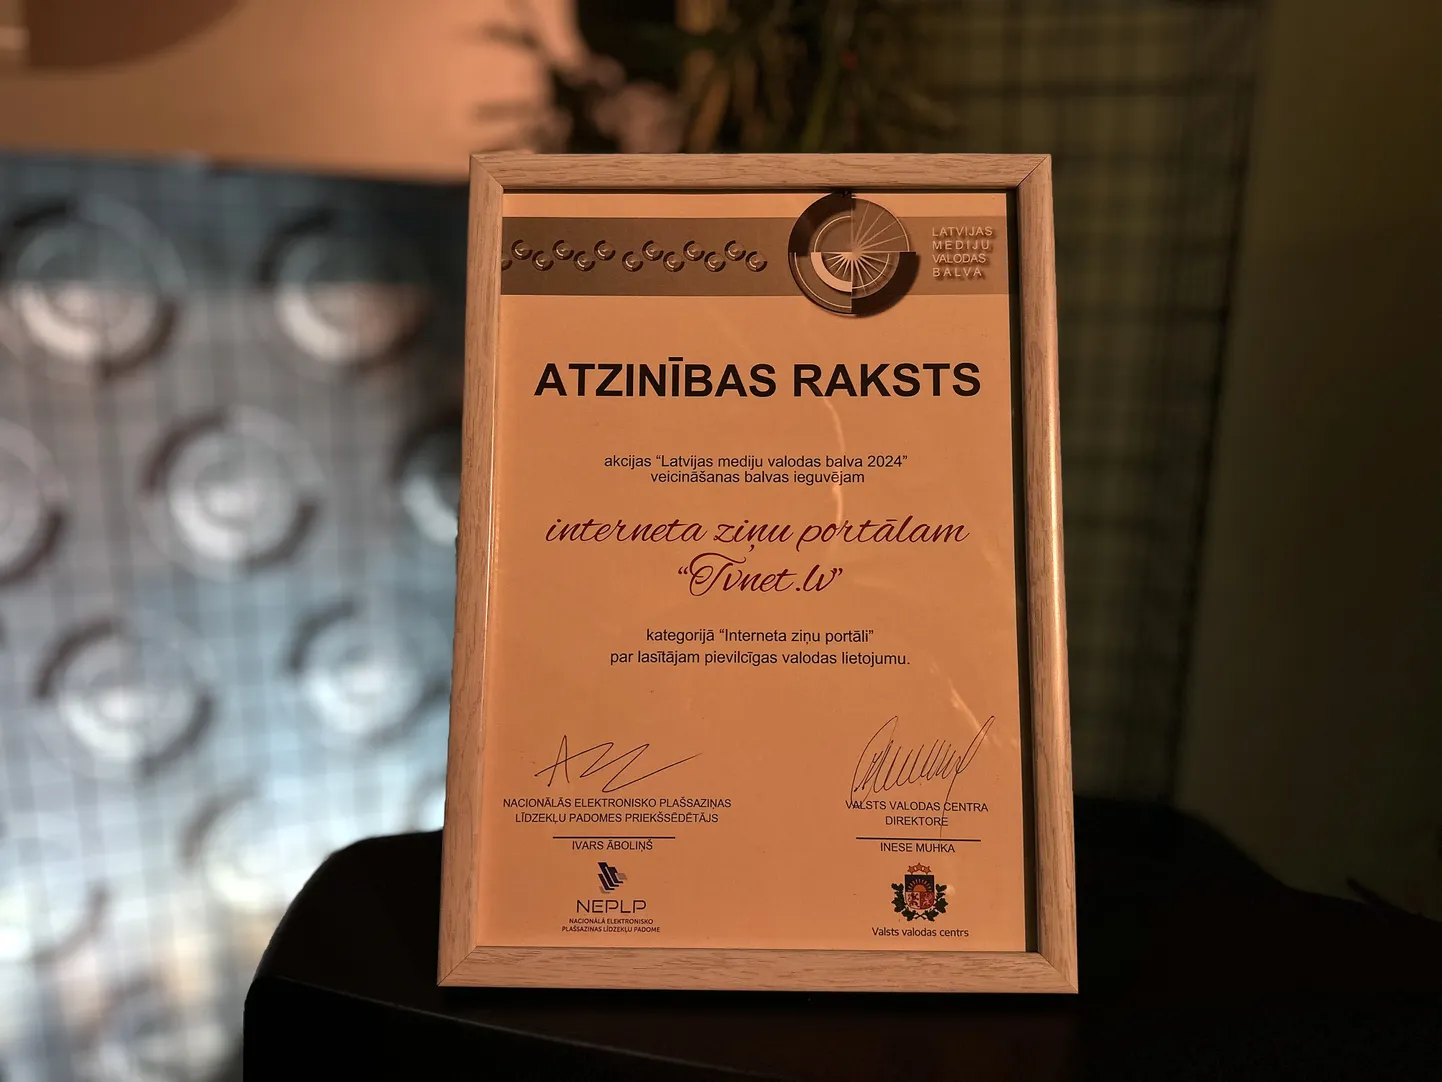 LATVIJAS
MEDIJU
VALODAS
BALVA
ATZINĪBAS RAKSTS
akcijas “Latvijas mediju valodas balva 2024”
veicināšanas balvas ieguvējam
interneta ziņu portālam
“Tvnet.lv”
kategorijā “Interneta ziņu portāli”
par lasītājam pievilcīgas valodas lietojumu.
NACIONĀLĀS ELEKTRONISKO PLAŠSAZIŅAS
LĪDZEKĻU PADOMES PRIEKŠSĒDĒTĀJS
IVARS ĀBOLIŅŠ
NEPLP
NACIONĀLĀ ELEKTRONISKO
PLAŠSAZIŅAS LĪDZEKĻU PADOME
VALSTS VALODAS CENTRA
DIREKTORE
INESE MUHKA
Valsts valodas centrs